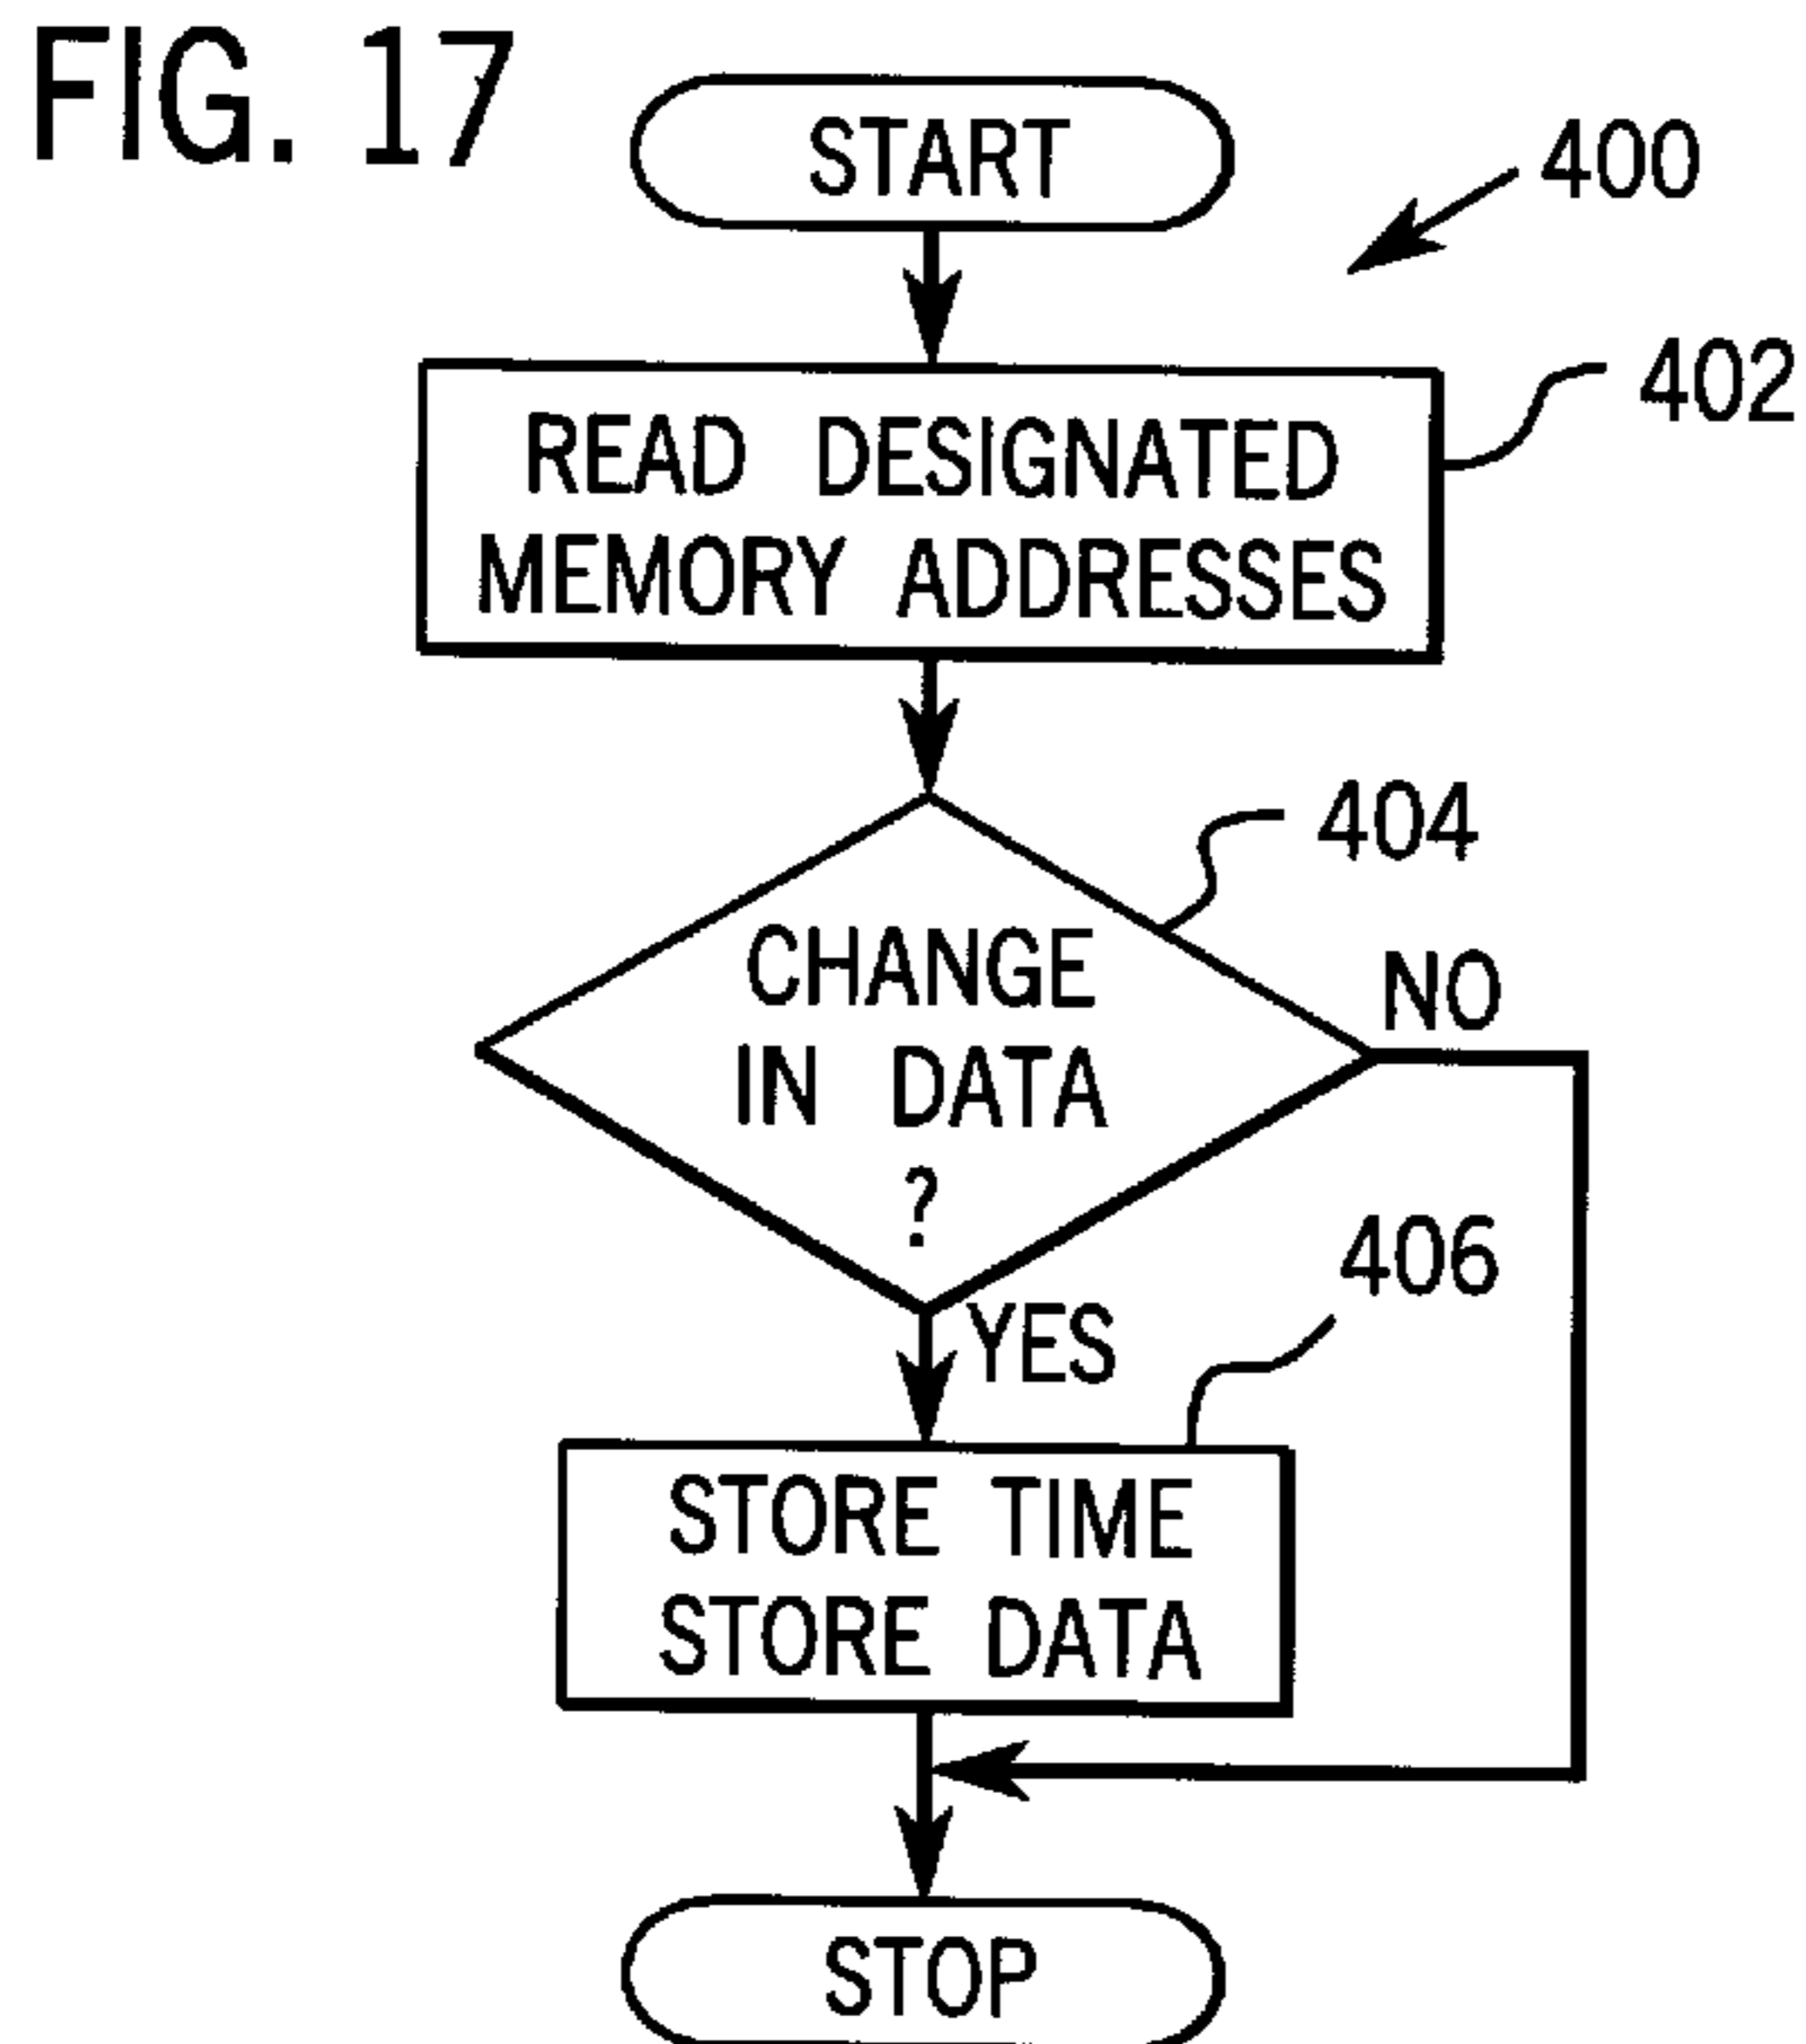 FIG. 17
START
400
402
READ DESIGNATED
MEMORY ADDRESSES
404
CHANGE
IN DATA
?
NO
YES
406
STORE TIME
STORE DATA
STOP